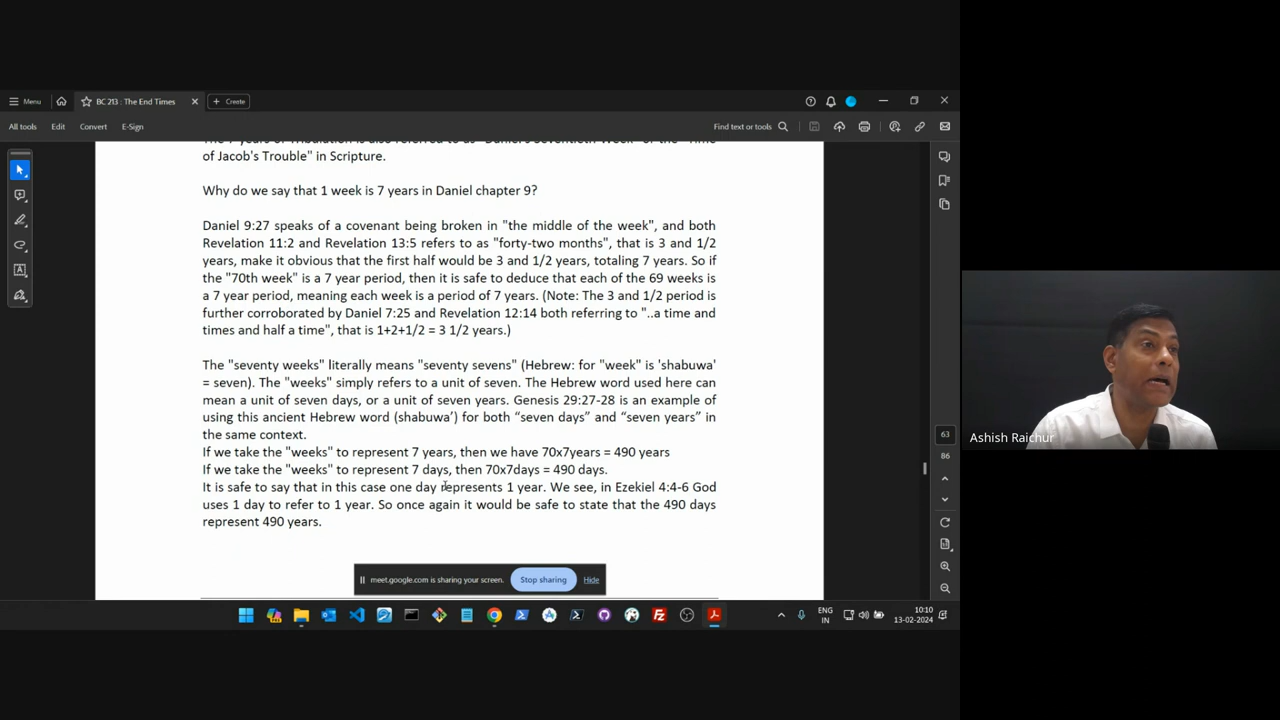 Menu
BC 213 : The End Times
Create
All tools
Edit
Convert
E-Sign
Find text or tools
The 7 years of Tribulation is also referred to as "Daniel's Seventieth Week" or the "Time
of Jacob's Trouble" in Scripture.
Why do we say that 1 week is 7 years in Daniel chapter 9?
Daniel 9:27 speaks of a covenant being broken in "the middle of the week", and both
Revelation 11:2 and Revelation 13:5 refers to as "forty-two months", that is 3 and 1/2
years, make it obvious that the first half would be 3 and 1/2 years, totaling 7 years. So if
the "70th week" is a 7 year period, then it is safe to deduce that each of the 69 weeks is
a 7 year period, meaning each week is a period of 7 years. (Note: The 3 and 1/2 period is
further corroborated by Daniel 7:25 and Revelation 12:14 both referring to "..a time and
times and half a time", that is 1+2+1/2 = 3 1/2 years.)
The "seventy weeks" literally means "seventy sevens" (Hebrew: for "week" is 'shabuwa'
= seven). The "weeks" simply refers to a unit of seven. The Hebrew word used here can
mean a unit of seven days, or a unit of seven years. Genesis 29:27-28 is an example of
using this ancient Hebrew word (shabuwa’) for both “seven days” and “seven years” in
the same context.
If we take the "weeks" to represent 7 years, then we have 70x7years = 490 years
If we take the "weeks" to represent 7 days, then 70x7days = 490 days.
It is safe to say that in this case one day represents 1 year. We see, in Ezekiel 4:4-6 God
uses 1 day to refer to 1 year. So once again it would be safe to state that the 490 days
represent 490 years.
63
86
Ashish Raichur
meet.google.com is sharing your screen.
Stop sharing
Hide
ENG
IN
10:10
13-02-2024